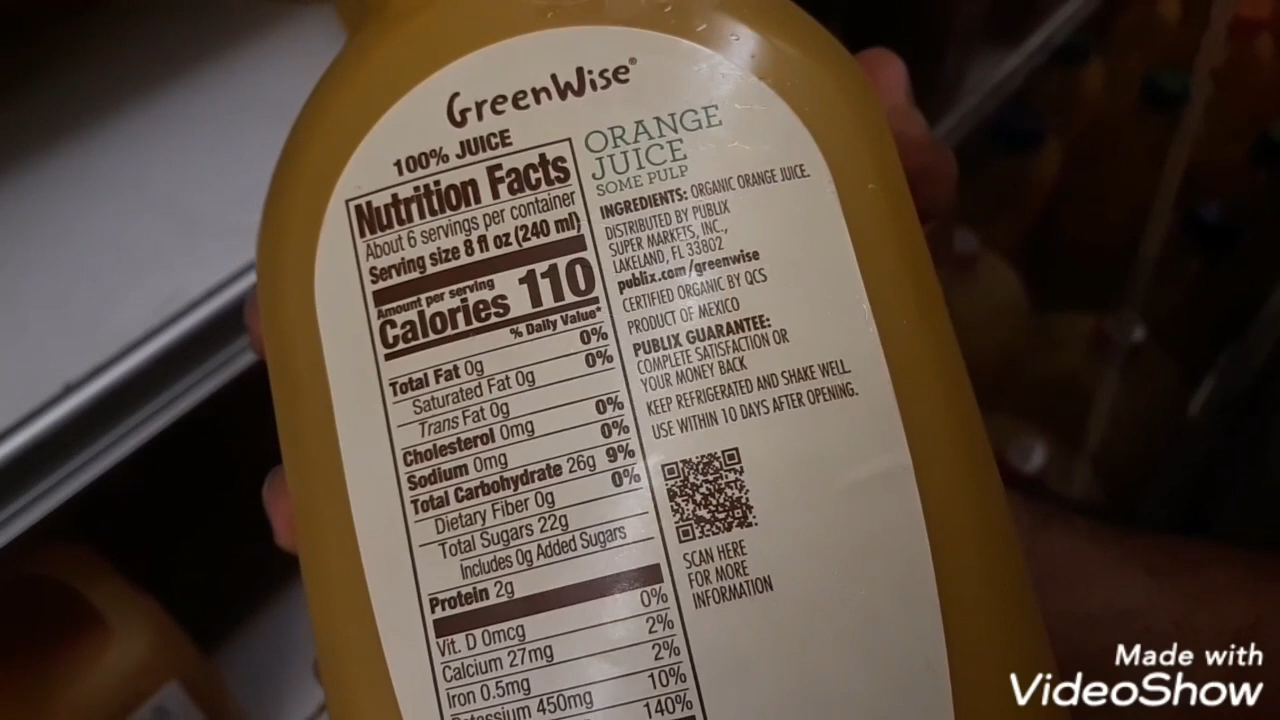 GreenWise®
100% JUICE
Nutrition Facts
About 6 servings per container
Serving size 8 fl oz (240 ml)
Amount per serving
Calories 110
% Daily Value*
Total Fat 0g 0%
Saturated Fat 0g 0%
Trans Fat 0g
Cholesterol 0mg 0%
Sodium 0mg 0%
Total Carbohydrate 26g 9%
Dietary Fiber 0g 0%
Total Sugars 22g
Includes 0g Added Sugars
Protein 2g
Vit. D 0mcg 0%
Calcium 27mg 2%
Iron 0.5mg 2%
Potassium 450mg 10%
140%
ORANGE
JUICE
SOME PULP
INGREDIENTS: ORGANIC ORANGE JUICE.
DISTRIBUTED BY PUBLIX
SUPER MARKETS, INC.,
LAKELAND, FL 33802
publix.com/greenwise
CERTIFIED ORGANIC BY QCS
PRODUCT OF MEXICO
PUBLIX GUARANTEE:
COMPLETE SATISFACTION OR
YOUR MONEY BACK
KEEP REFRIGERATED AND SHAKE WELL.
USE WITHIN 10 DAYS AFTER OPENING.
SCAN HERE
FOR MORE
INFORMATION
Made with
VideoShow